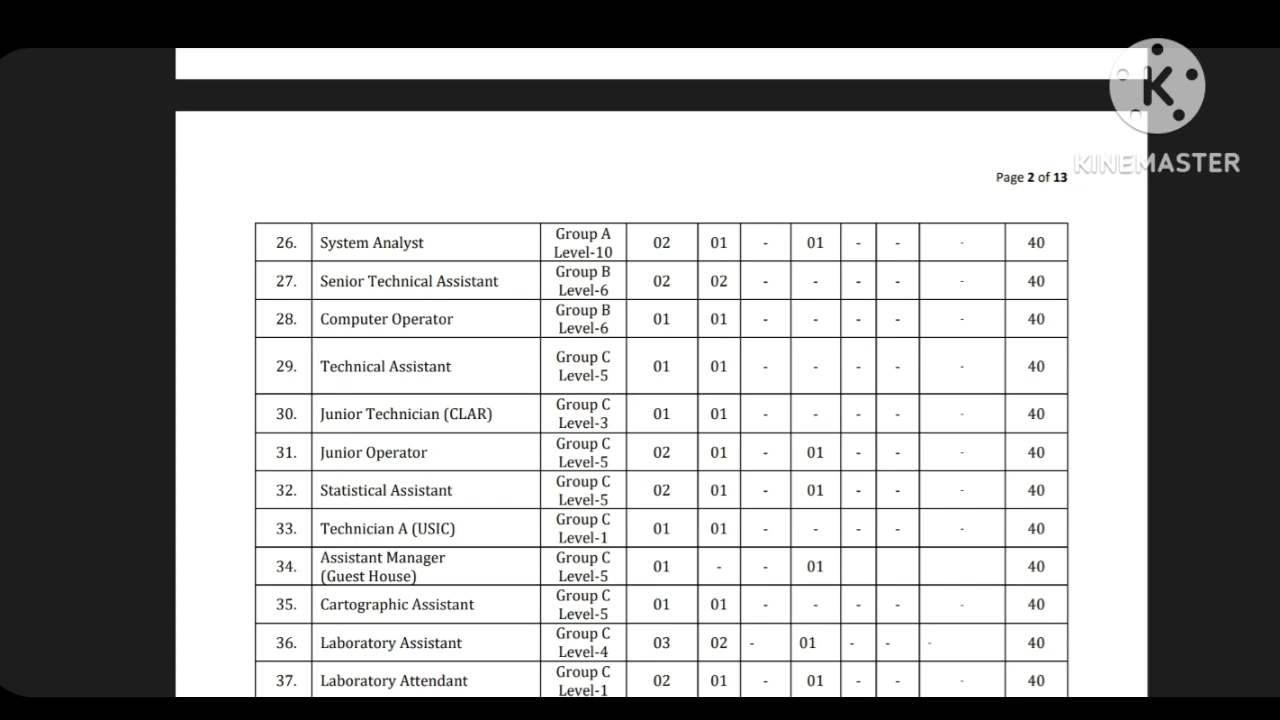 K
KINEMASTER
Page 2 of 13
26. System Analyst Group A Level-10 02 01 - 01 - - - 40
27. Senior Technical Assistant Group B Level-6 02 02 - - - - - 40
28. Computer Operator Group B Level-6 01 01 - - - - - 40
29. Technical Assistant Group C Level-5 01 01 - - - - - 40
30. Junior Technician (CLAR) Group C Level-3 01 01 - - - - - 40
31. Junior Operator Group C Level-5 02 01 - 01 - - - 40
32. Statistical Assistant Group C Level-5 02 01 - 01 - - - 40
33. Technician A (USIC) Group C Level-1 01 01 - - - - - 40
34. Assistant Manager (Guest House) Group C Level-5 01 - - 01 40
35. Cartographic Assistant Group C Level-5 01 01 - - - - - 40
36. Laboratory Assistant Group C Level-4 03 02 - 01 - - - 40
37. Laboratory Attendant Group C Level-1 02 01 - 01 - - - 40